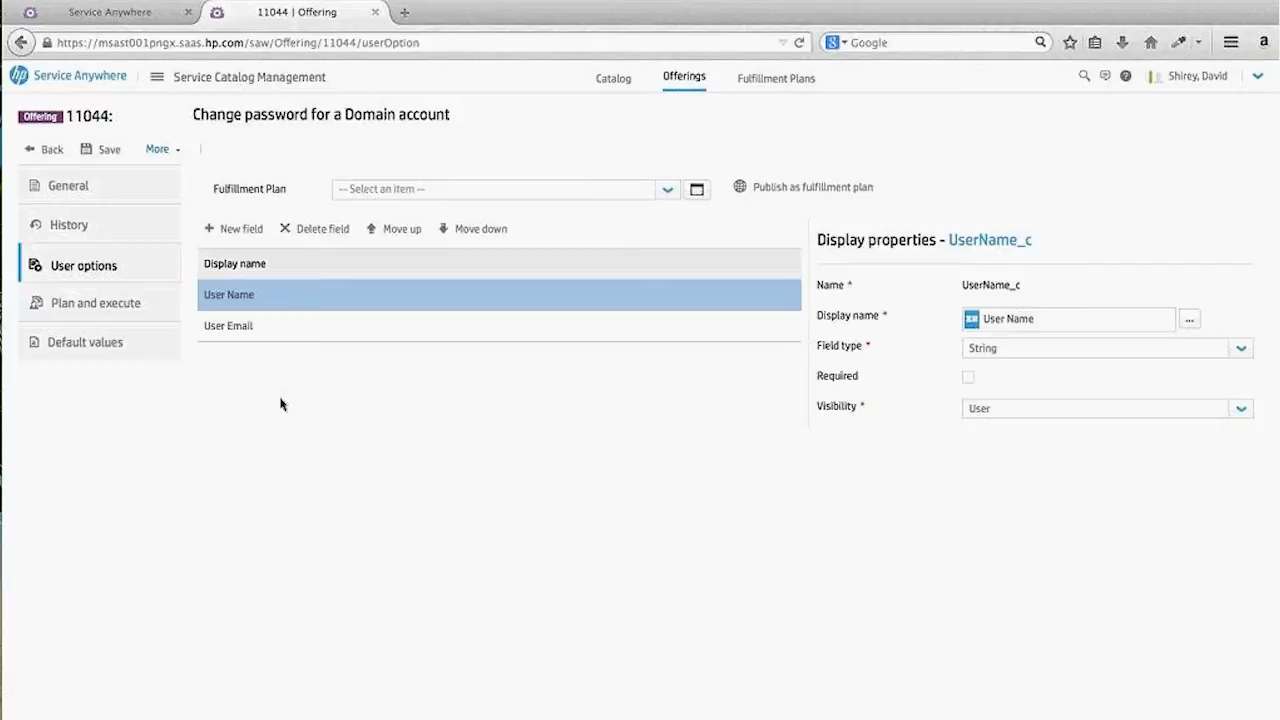 Service Anywhere
11044 | Offering
https://msast001pngx.saas.hp.com/saw/Offering/11044/userOption
Google
hp Service Anywhere
Service Catalog Management
Catalog
Offerings
Fulfillment Plans
Shirey, David
Offering 11044:
Change password for a Domain account
Back
Save
More
General
History
User options
Plan and execute
Default values
Fulfillment Plan
-- Select an item --
Publish as fulfillment plan
New field
Delete field
Move up
Move down
Display name
User Name
User Email
Display properties - UserName_c
Name * UserName_c
Display name * User Name ...
Field type * String
Required
Visibility * User